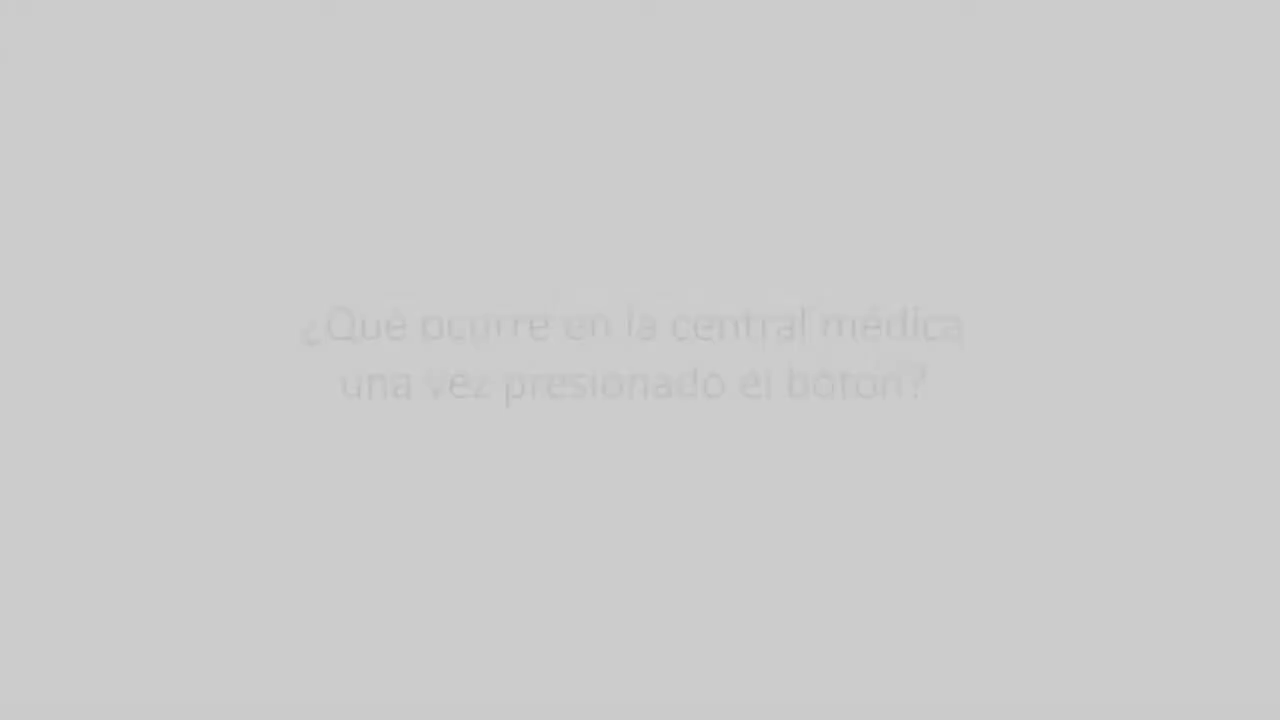 ¿Qué ocurre en la central médica
una vez presionado el botón?